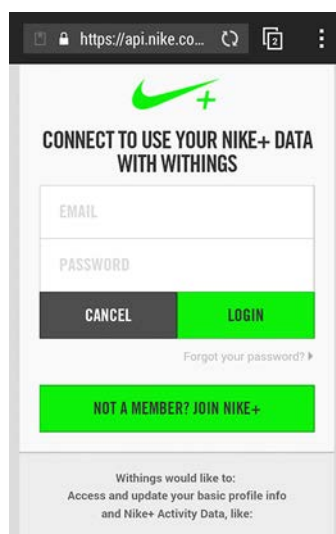 https://api.nike.co...
2
CONNECT TO USE YOUR NIKE+ DATA
WITH WITHINGS
EMAIL
PASSWORD
CANCEL
LOGIN
Forgot your password?
NOT A MEMBER? JOIN NIKE+
Withings would like to:
Access and update your basic profile info
and Nike+ Activity Data, like: